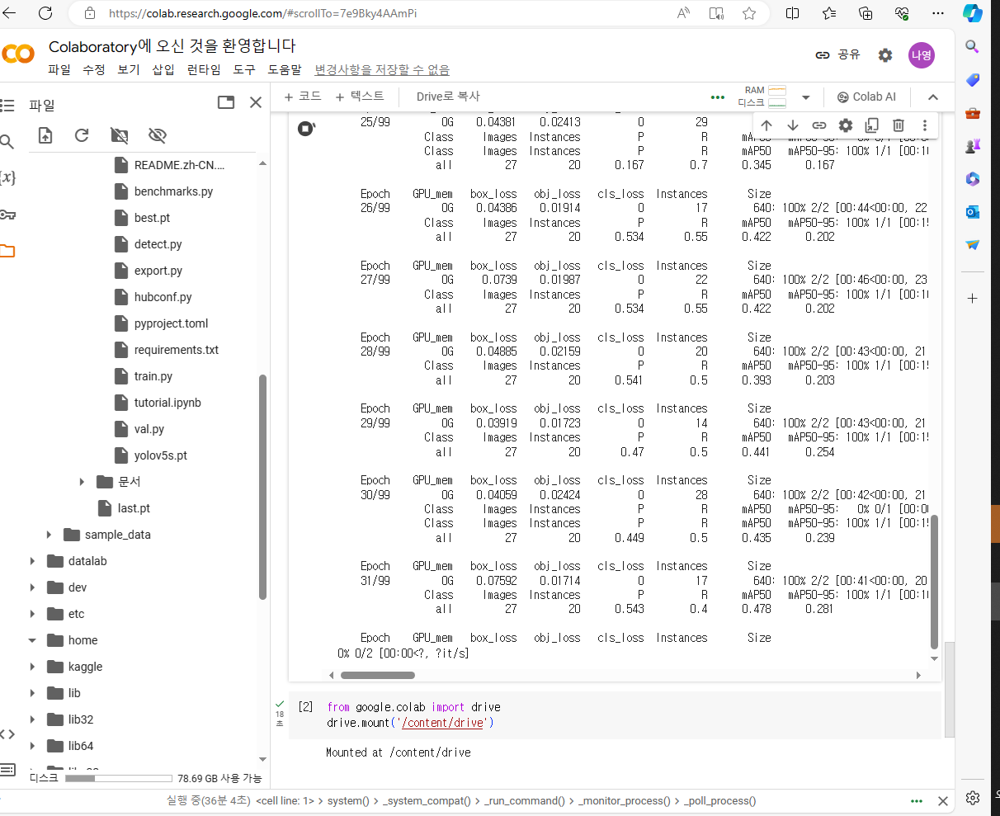 https://colab.research.google.com/#scrollTo=7e9Bky4AAmPi
Colaboratory에 오신 것을 환영합니다
파일 수정 보기 삽입 런타임 도구 도움말 변경사항을 저장할 수 없음
공유
나영
파일
+ 코드 + 텍스트 Drive로 복사
RAM
디스크
Colab AI
README.zh-CN....
benchmarks.py
best.pt
detect.py
export.py
hubconf.py
pyproject.toml
requirements.txt
train.py
tutorial.ipynb
val.py
yolov5s.pt
문서
last.pt
sample_data
datalab
dev
etc
home
kaggle
lib
lib32
lib64
디스크 78.69 GB 사용 가능
25/99 0G 0.04381 0.02413 0 29
Class Images Instances P R
Class Images Instances P R mAP50 mAP50-95: 100% 1/1 [00:1
all 27 20 0.167 0.7 0.345 0.167
Epoch GPU_mem box_loss obj_loss cls_loss Instances Size
26/99 0G 0.04386 0.01914 0 17 640: 100% 2/2 [00:44<00:00, 22
Class Images Instances P R mAP50 mAP50-95: 100% 1/1 [00:1
all 27 20 0.534 0.55 0.422 0.202
Epoch GPU_mem box_loss obj_loss cls_loss Instances Size
27/99 0G 0.0739 0.01987 0 22 640: 100% 2/2 [00:46<00:00, 23
Class Images Instances P R mAP50 mAP50-95: 100% 1/1 [00:1
all 27 20 0.534 0.55 0.422 0.202
Epoch GPU_mem box_loss obj_loss cls_loss Instances Size
28/99 0G 0.04885 0.02159 0 20 640: 100% 2/2 [00:43<00:00, 21
Class Images Instances P R mAP50 mAP50-95: 100% 1/1 [00:1
all 27 20 0.541 0.5 0.393 0.203
Epoch GPU_mem box_loss obj_loss cls_loss Instances Size
29/99 0G 0.03919 0.01723 0 14 640: 100% 2/2 [00:43<00:00, 21
Class Images Instances P R mAP50 mAP50-95: 100% 1/1 [00:1
all 27 20 0.47 0.5 0.441 0.254
Epoch GPU_mem box_loss obj_loss cls_loss Instances Size
30/99 0G 0.04059 0.02424 0 28 640: 100% 2/2 [00:42<00:00, 21
Class Images Instances P R mAP50 mAP50-95: 0% 0/1 [00:0
Class Images Instances P R mAP50 mAP50-95: 100% 1/1 [00:1
all 27 20 0.449 0.5 0.435 0.239
Epoch GPU_mem box_loss obj_loss cls_loss Instances Size
31/99 0G 0.07592 0.01714 0 17 640: 100% 2/2 [00:41<00:00, 20
Class Images Instances P R mAP50 mAP50-95: 100% 1/1 [00:1
all 27 20 0.543 0.4 0.478 0.281
Epoch GPU_mem box_loss obj_loss cls_loss Instances Size
0% 0/2 [00:00<?, ?it/s]
18
초
[2] from google.colab import drive
drive.mount('/content/drive')
Mounted at /content/drive
실행 중(36분 4초) <cell line: 1> > system() > _system_compat() > _run_command() > _monitor_process() > _poll_process()